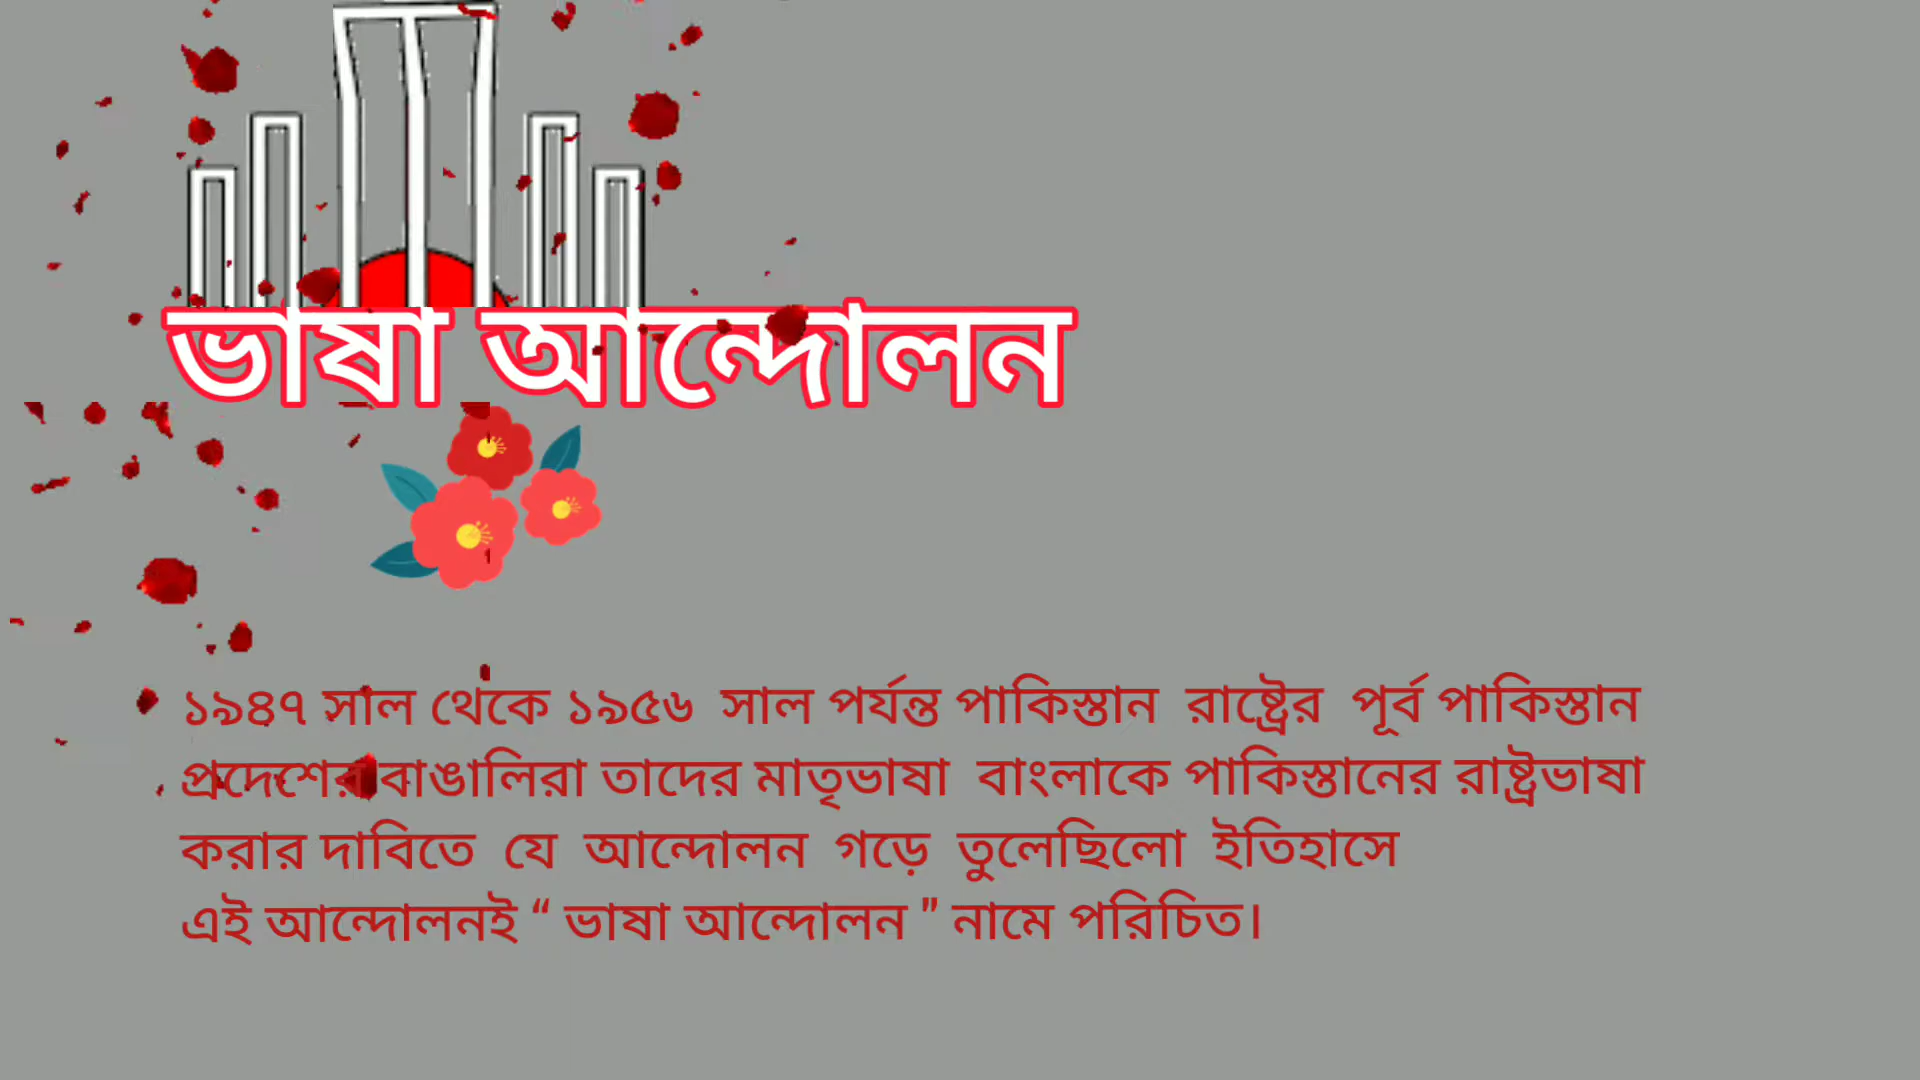 ভাষা আন্দোলন
১৯৪৭ সাল থেকে ১৯৫৬ সাল পর্যন্ত পাকিস্তান রাষ্ট্রের পূর্ব পাকিস্তান
প্রদেশের বাঙালিরা তাদের মাতৃভাষা বাংলাকে পাকিস্তানের রাষ্ট্রভাষা
করার দাবিতে যে আন্দোলন গড়ে তুলেছিলো ইতিহাসে
এই আন্দোলনই “ ভাষা আন্দোলন ” নামে পরিচিত।